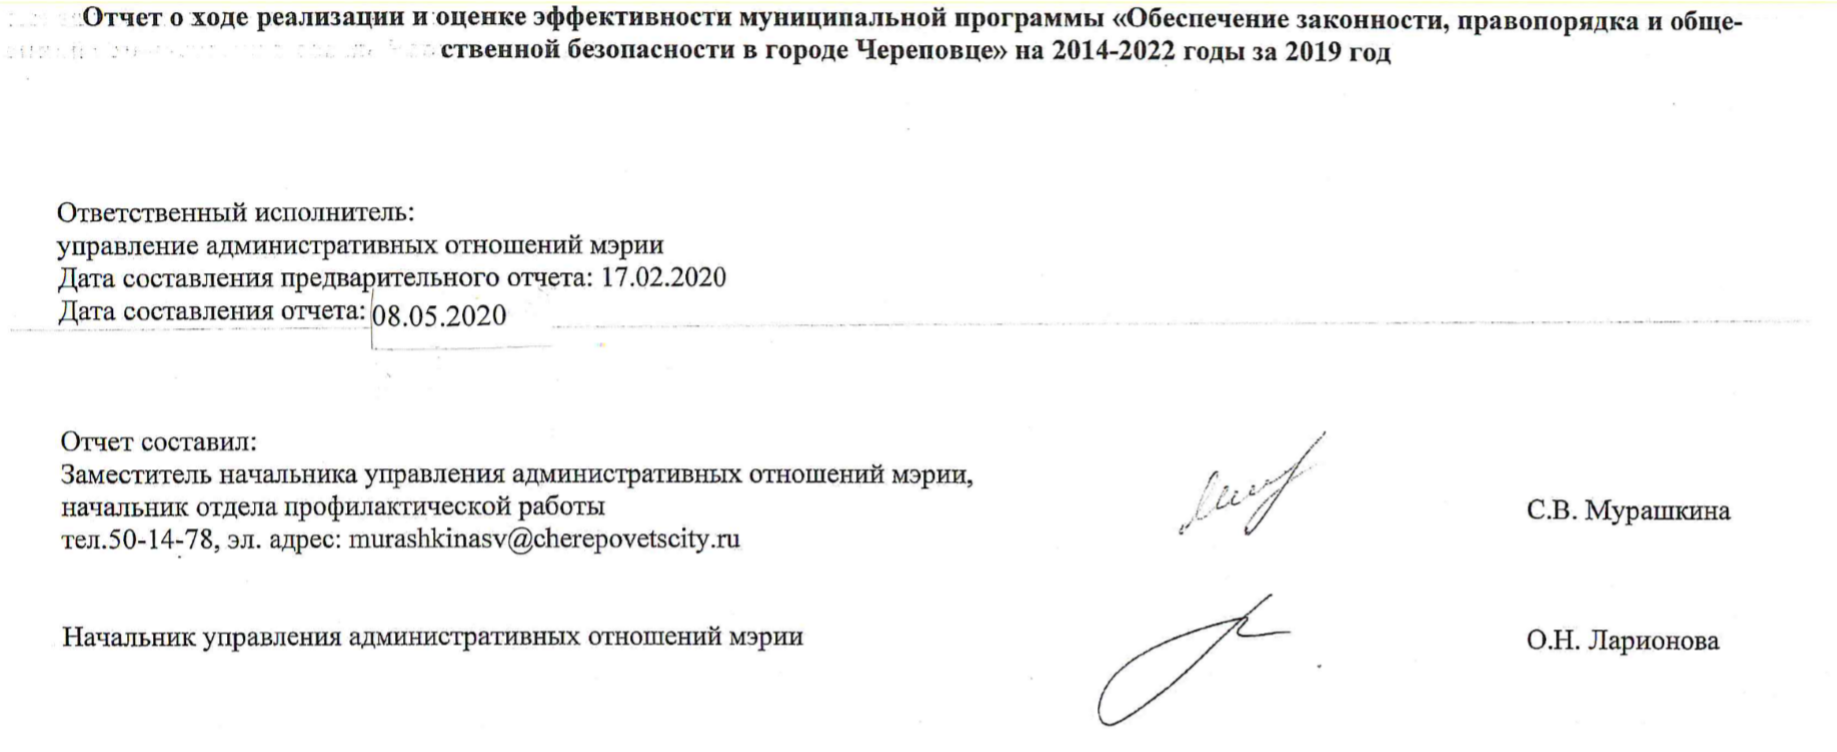 Отчет о ходе реализации и оценке эффективности муниципальной программы «Обеспечение законности, правопорядка и обще-
ственной безопасности в городе Череповце» на 2014-2022 годы за 2019 год
Ответственный исполнитель:
управление административных отношений мэрии
Дата составления предварительного отчета: 17.02.2020
Дата составления отчета: 08.05.2020
Отчет составил:
Заместитель начальника управления административных отношений мэрии,
начальник отдела профилактической работы
С.В. Мурашкина
тел.50-14-78, эл. адрес: murashkinasv@cherepovetscity.ru
Начальник управления административных отношений мэрии
О.Н. Ларионова